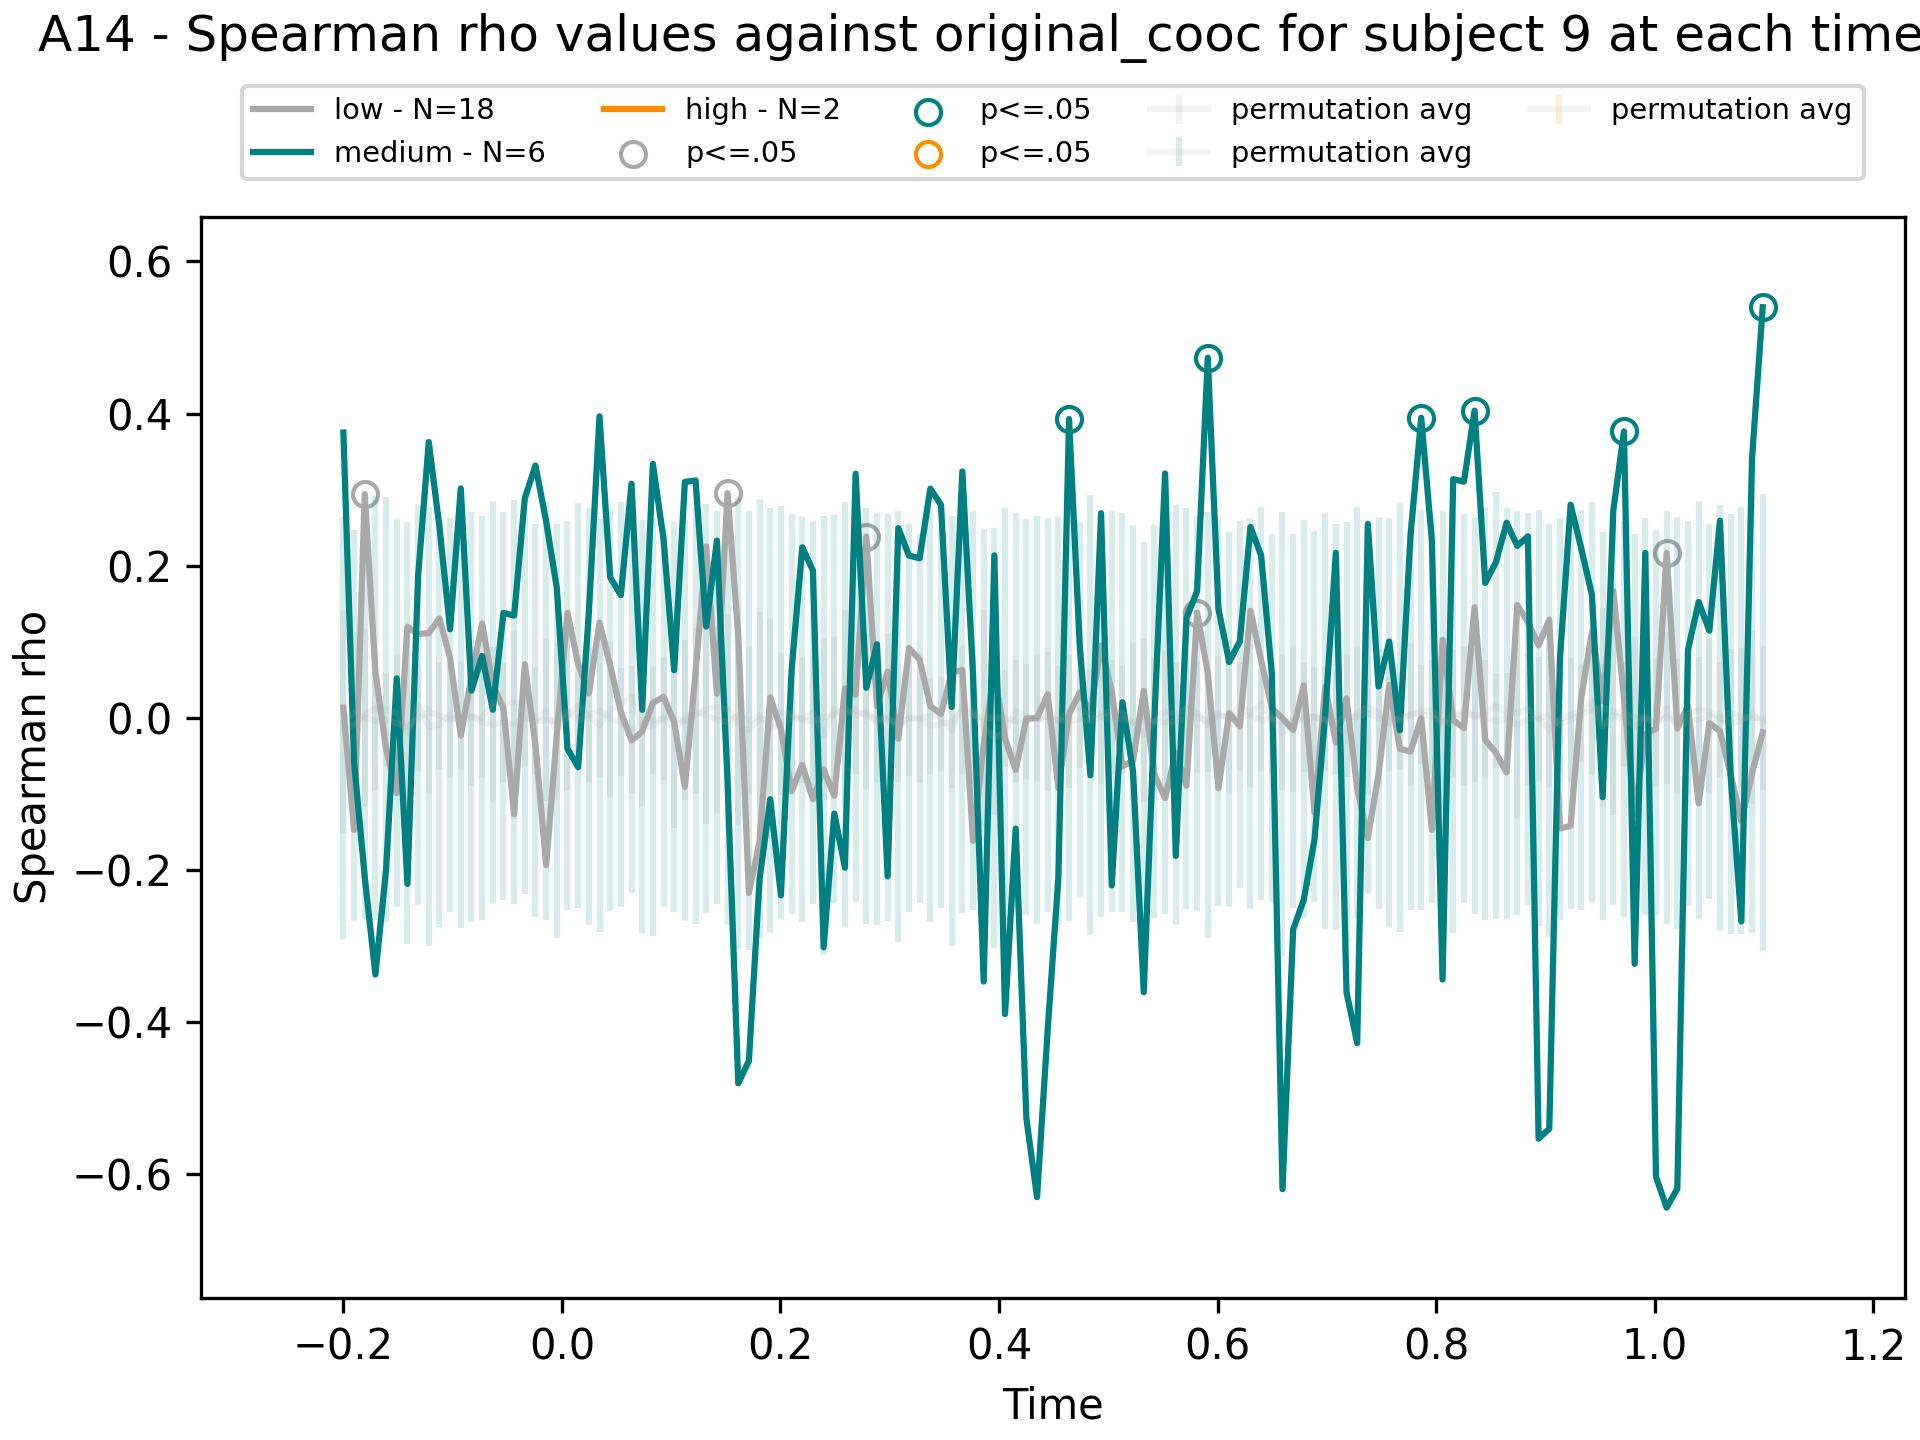 A14 - Spearman rho values against original_cooc for subject 9 at each time
low - N=18
medium - N=6
high - N=2
p<=.05
p<=.05
p<=.05
permutation avg
permutation avg
permutation avg
Spearman rho
0.6
0.4
0.2
0.0
−0.2
−0.4
−0.6
−0.2
0.0
0.2
0.4
0.6
0.8
1.0
1.2
Time